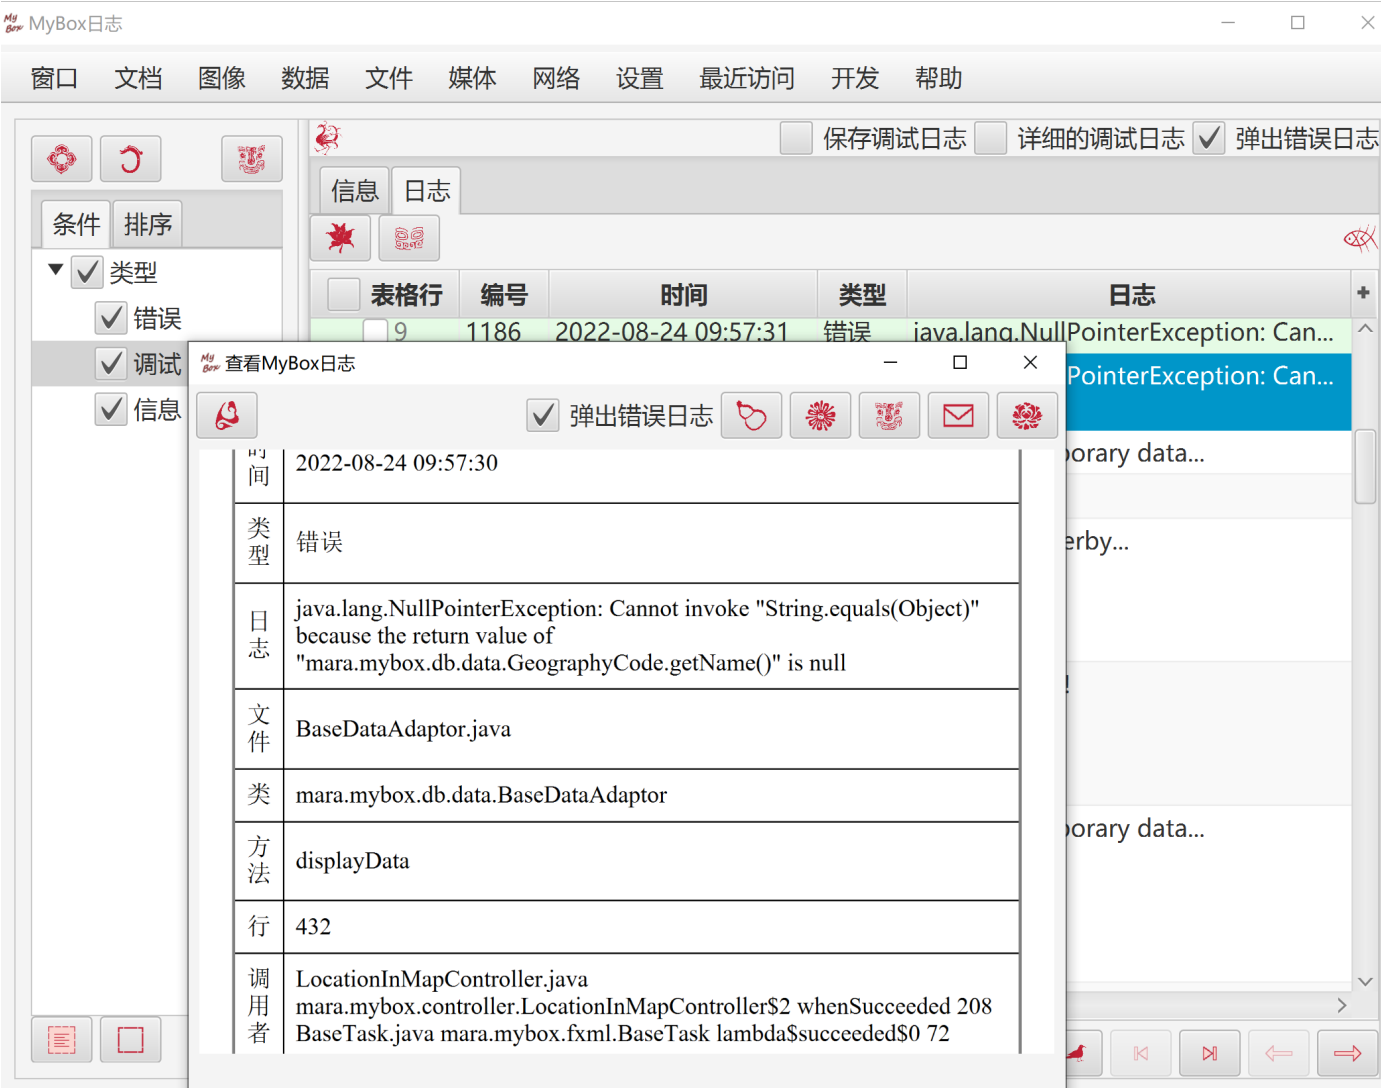 My Box MyBox日志
窗口 文档 图像 数据 文件 媒体 网络 设置 最近访问 开发 帮助
保存调试日志 详细的调试日志 弹出错误日志
信息 日志
条件 排序
类型
错误
调试
信息
表格行 编号 时间 类型 日志 +
9 1186 2022-08-24 09:57:31 错误 java.lang.NullPointerException: Can...
PointerException: Can...
porary data...
erby...
!
porary data...
My Box 查看MyBox日志
弹出错误日志
时间 2022-08-24 09:57:30
类型 错误
日志 java.lang.NullPointerException: Cannot invoke "String.equals(Object)"
because the return value of
"mara.mybox.db.data.GeographyCode.getName()" is null
文件 BaseDataAdaptor.java
类 mara.mybox.db.data.BaseDataAdaptor
方法 displayData
行 432
调用者 LocationInMapController.java
mara.mybox.controller.LocationInMapController$2 whenSucceeded 208
BaseTask.java mara.mybox.fxml.BaseTask lambda$succeeded$0 72